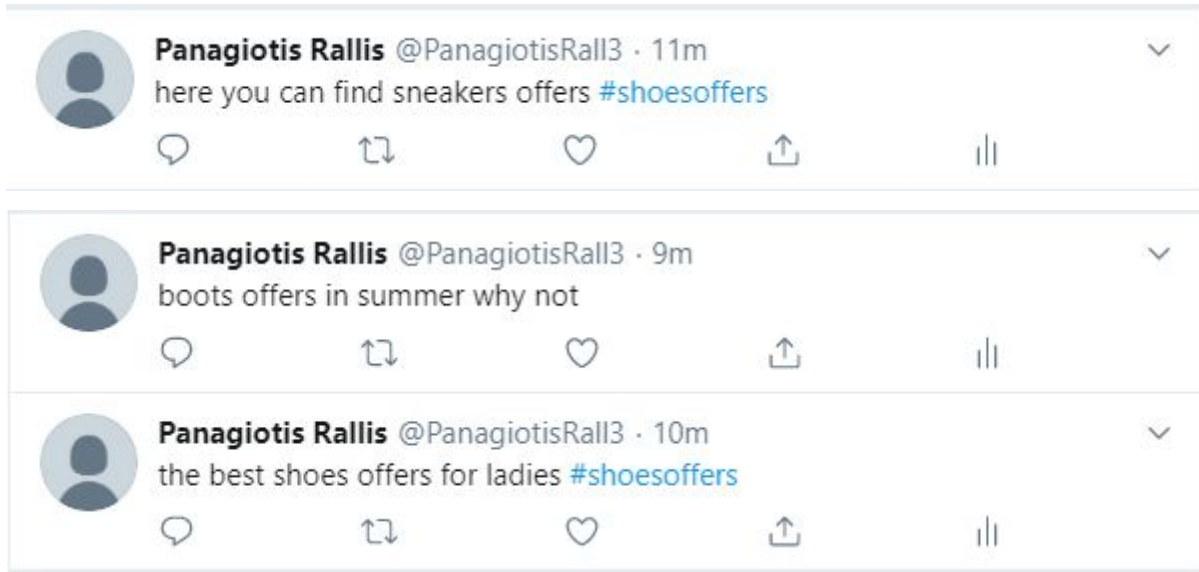 Panagiotis Rallis @PanagiotisRall3 · 11m
here you can find sneakers offers #shoesoffers
Panagiotis Rallis @PanagiotisRall3 · 9m
boots offers in summer why not
Panagiotis Rallis @PanagiotisRall3 · 10m
the best shoes offers for ladies #shoesoffers